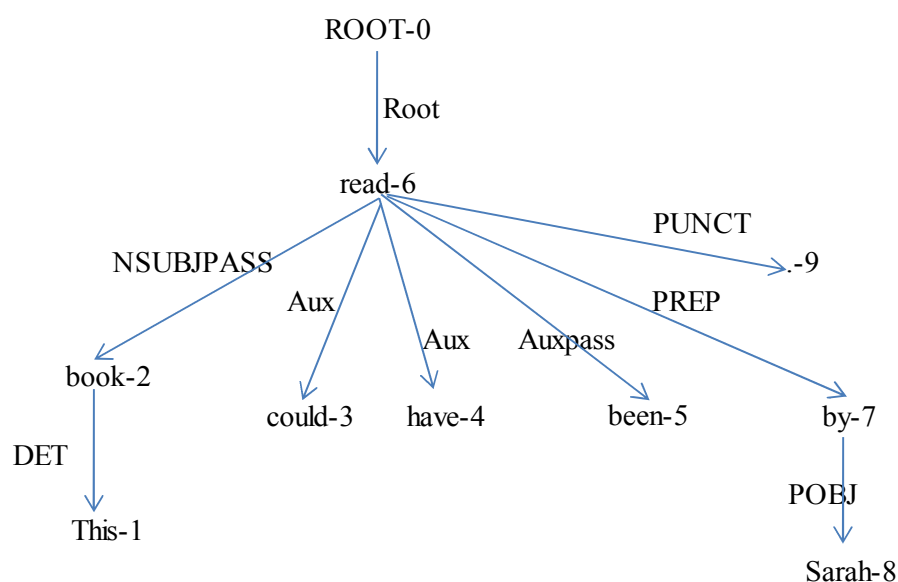 ROOT-0
Root
read-6
PUNCT
NSUBJPASS
.-9
Aux
PREP
Aux
Auxpass
book-2
could-3
have-4
been-5
by-7
DET
POBJ
This-1
Sarah-8